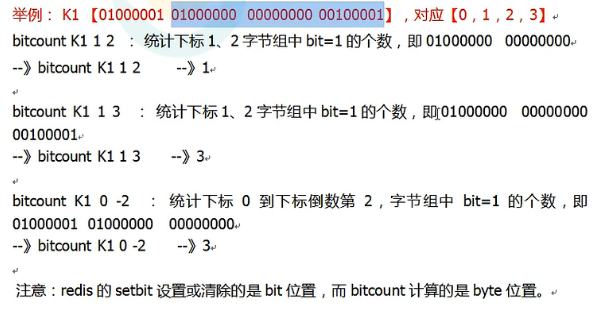 举例： K1 【01000001 01000000 00000000 00100001】，对应【0，1，2，3】
bitcount K1 1 2 ：统计下标 1、2 字节组中 bit=1 的个数，即 01000000 00000000
--》bitcount K1 1 2 --》1
bitcount K1 1 3 ：统计下标 1、2 字节组中 bit=1 的个数，即 01000000 00000000
00100001
--》bitcount K1 1 3 --》3
bitcount K1 0 -2 ：统计下标 0 到下标倒数第 2，字节组中 bit=1 的个数，即
01000001 01000000 00000000
--》bitcount K1 0 -2 --》3
注意：redis 的 setbit 设置或清除的是 bit 位置，而 bitcount 计算的是 byte 位置。